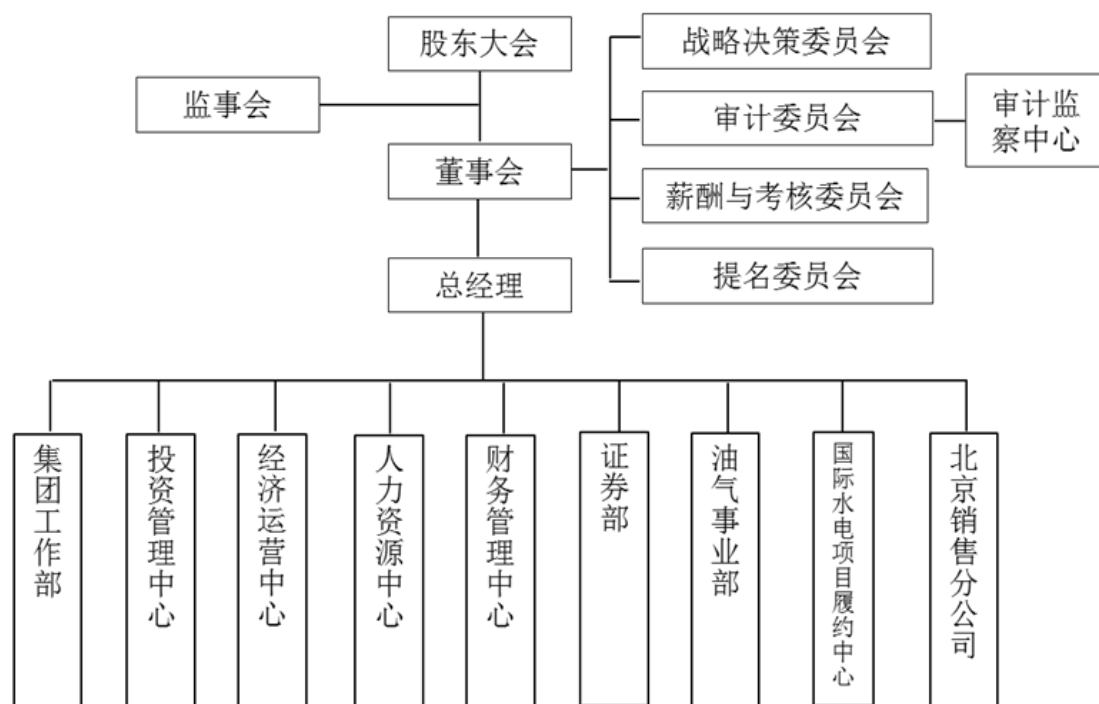 股东大会
战略决策委员会
监事会
审计委员会
审计监
察中心
董事会
薪酬与考核委员会
总经理
提名委员会
集团工作部
投资管理中心
经济运营中心
人力资源中心
财务管理中心
证券部
油气事业部
国际水电项目履约中心
北京销售分公司